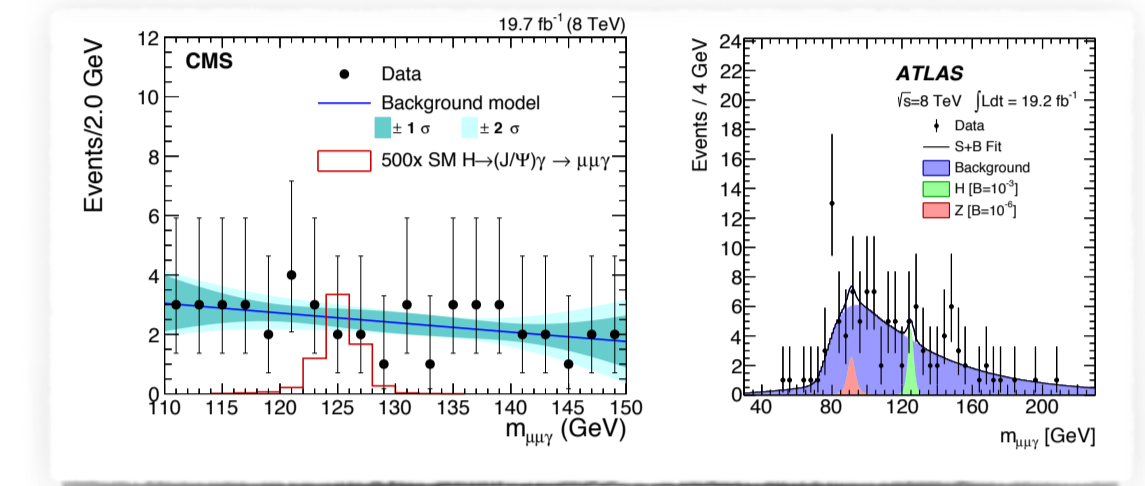 19.7 fb⁻¹ (8 TeV)
CMS
Data
Background model
± 1 σ ± 2 σ
500x SM H→(J/Ψ)γ → μμγ
Events/2.0 GeV
12
10
8
6
4
2
0
110 115 120 125 130 135 140 145 150
m_μμγ (GeV)
ATLAS
√s=8 TeV ∫Ldt = 19.2 fb⁻¹
Data
S+B Fit
Background
H [B=10⁻³]
Z [B=10⁻⁶]
Events / 4 GeV
24
22
20
18
16
14
12
10
8
6
4
2
0
40 80 120 160 200
m_μμγ [GeV]